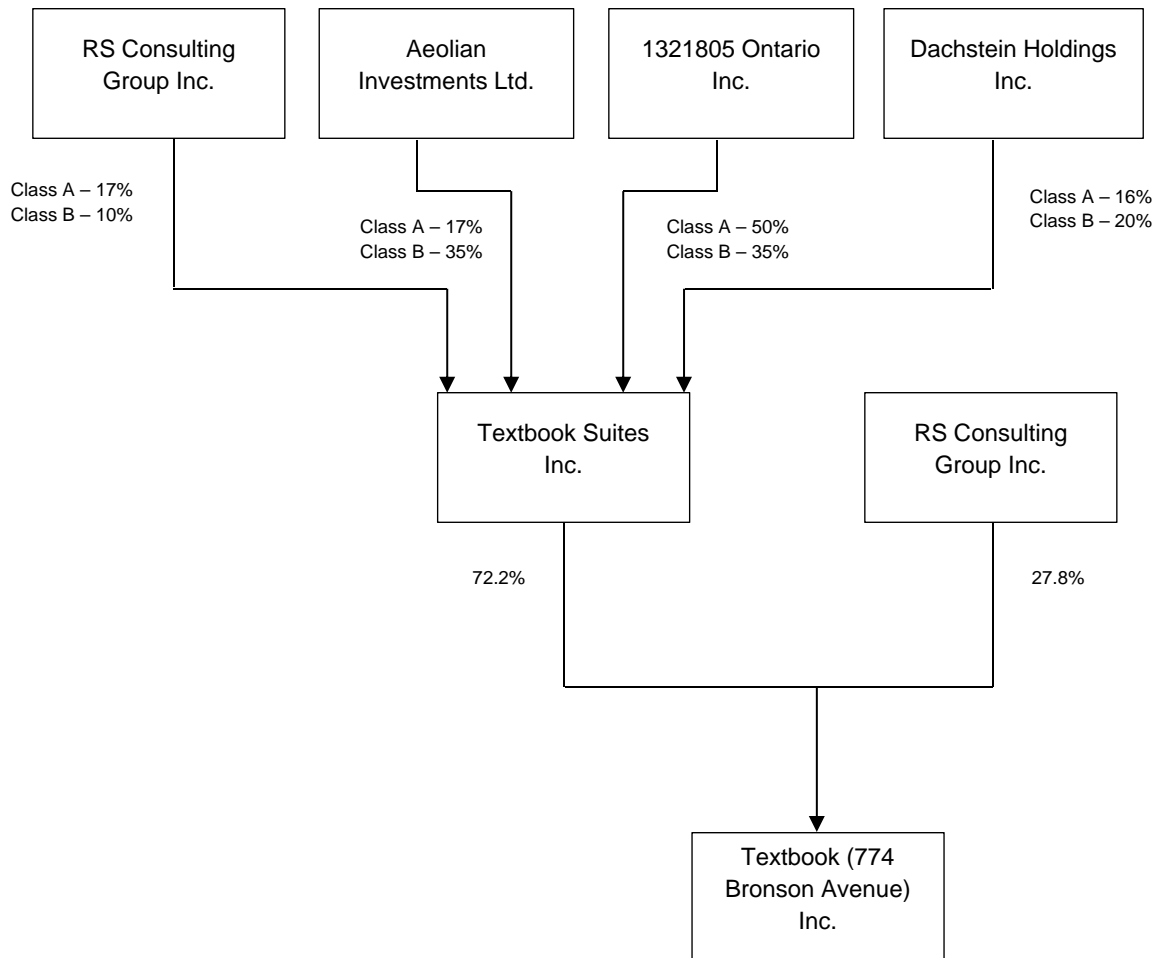 RS Consulting
Group Inc.
Aeolian
Investments Ltd.
1321805 Ontario
Inc.
Dachstein Holdings
Inc.
Class A – 17%
Class B – 10%
Class A – 17%
Class B – 35%
Class A – 50%
Class B – 35%
Class A – 16%
Class B – 20%
Textbook Suites
Inc.
RS Consulting
Group Inc.
72.2%
27.8%
Textbook (774
Bronson Avenue)
Inc.